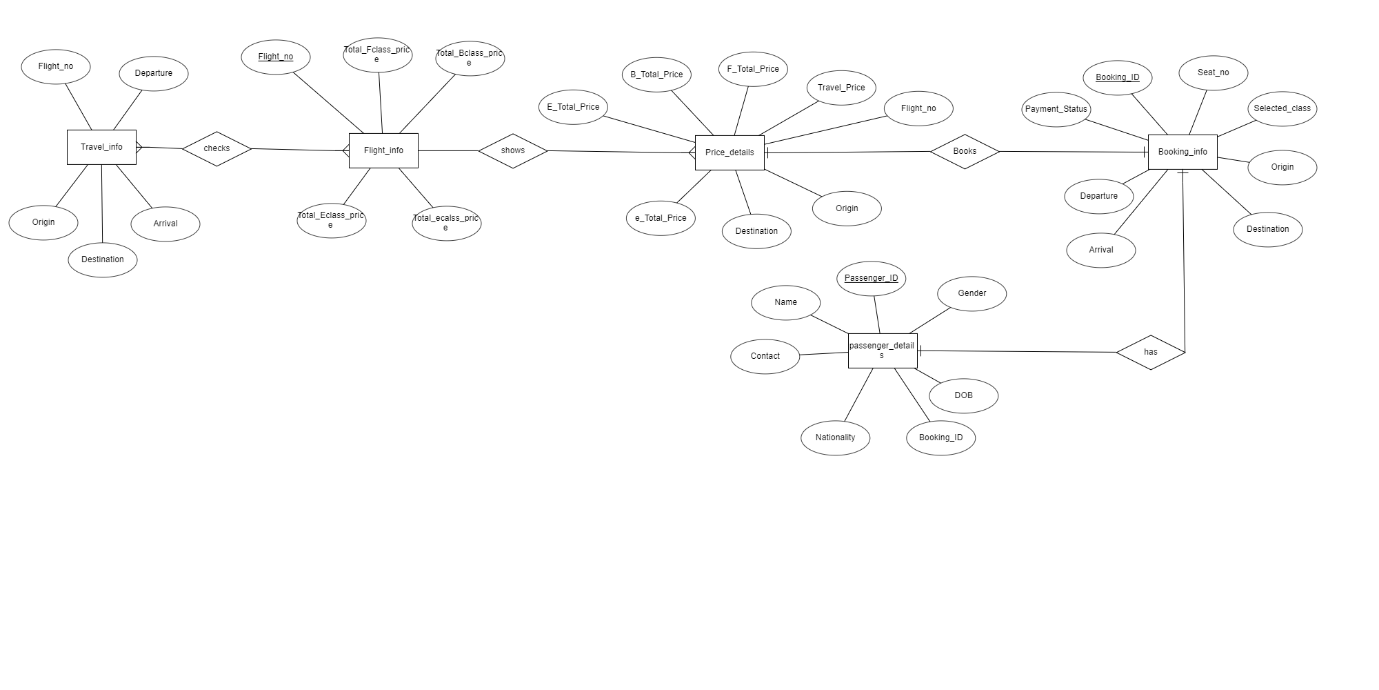 Flight_no
Departure
Travel_info
Origin
Destination
Arrival
checks
Flight_no
Total_Fclass_pric
e
Total_Bclass_pric
e
Flight_info
Total_Eclass_pric
e
Total_ecalss_pric
e
shows
E_Total_Price
B_Total_Price
F_Total_Price
Travel_Price
Flight_no
Price_details
e_Total_Price
Destination
Origin
Books
Payment_Status
Booking_ID
Seat_no
Selected_class
Booking_info
Origin
Departure
Arrival
Destination
Name
Passenger_ID
Gender
Contact
passenger_detail
s
has
DOB
Nationality
Booking_ID